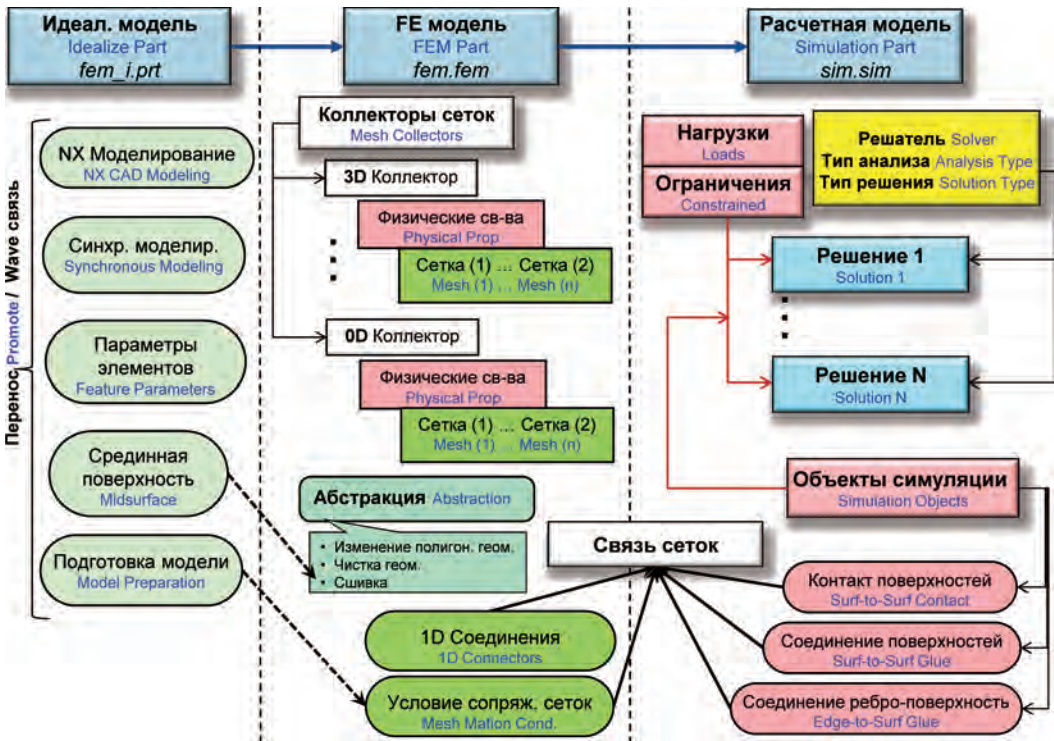 Идеал. модель
Idealize Part
fem_i.prt
FE модель
FEM Part
fem.fem
Расчетная модель
Simulation Part
sim.sim
Перенос Promote / Wave связь
NX Моделирование
NX CAD Modeling
Синхр. моделир.
Synchronous Modeling
Параметры
элементов
Feature Parameters
Срединная
поверхность
Midsurface
Подготовка модели
Model Preparation
Коллекторы сеток
Mesh Collectors
3D Коллектор
Физические св-ва
Physical Prop
Сетка (1) ... Сетка (2)
Mesh (1) ... Mesh (n)
0D Коллектор
Физические св-ва
Physical Prop
Сетка (1) ... Сетка (2)
Mesh (1) ... Mesh (n)
Абстракция Abstraction
• Изменение полигон. геом.
• Чистка геом.
• Сшивка
1D Соединения
1D Connectors
Условие сопряж. сеток
Mesh Mation Cond.
Связь сеток
Нагрузки
Loads
Ограничения
Constrained
Решатель Solver
Тип анализа Analysis Type
Тип решения Solution Type
Решение 1
Solution 1
Решение N
Solution N
Объекты симуляции
Simulation Objects
Контакт поверхностей
Surf-to-Surf Contact
Соединение поверхностей
Surf-to-Surf Glue
Соединение ребро-поверхность
Edge-to-Surf Glue